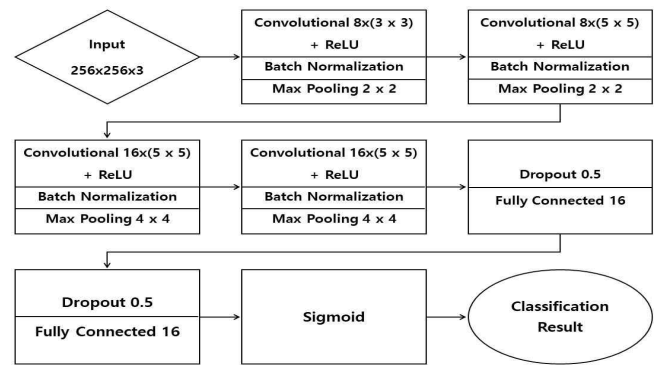 Input
256x256x3
Convolutional 8x(3 x 3)
+ ReLU
Batch Normalization
Max Pooling 2 x 2
Convolutional 8x(5 x 5)
+ ReLU
Batch Normalization
Max Pooling 2 x 2
Convolutional 16x(5 x 5)
+ ReLU
Batch Normalization
Max Pooling 4 x 4
Convolutional 16x(5 x 5)
+ ReLU
Batch Normalization
Max Pooling 4 x 4
Dropout 0.5
Fully Connected 16
Dropout 0.5
Fully Connected 16
Sigmoid
Classification
Result